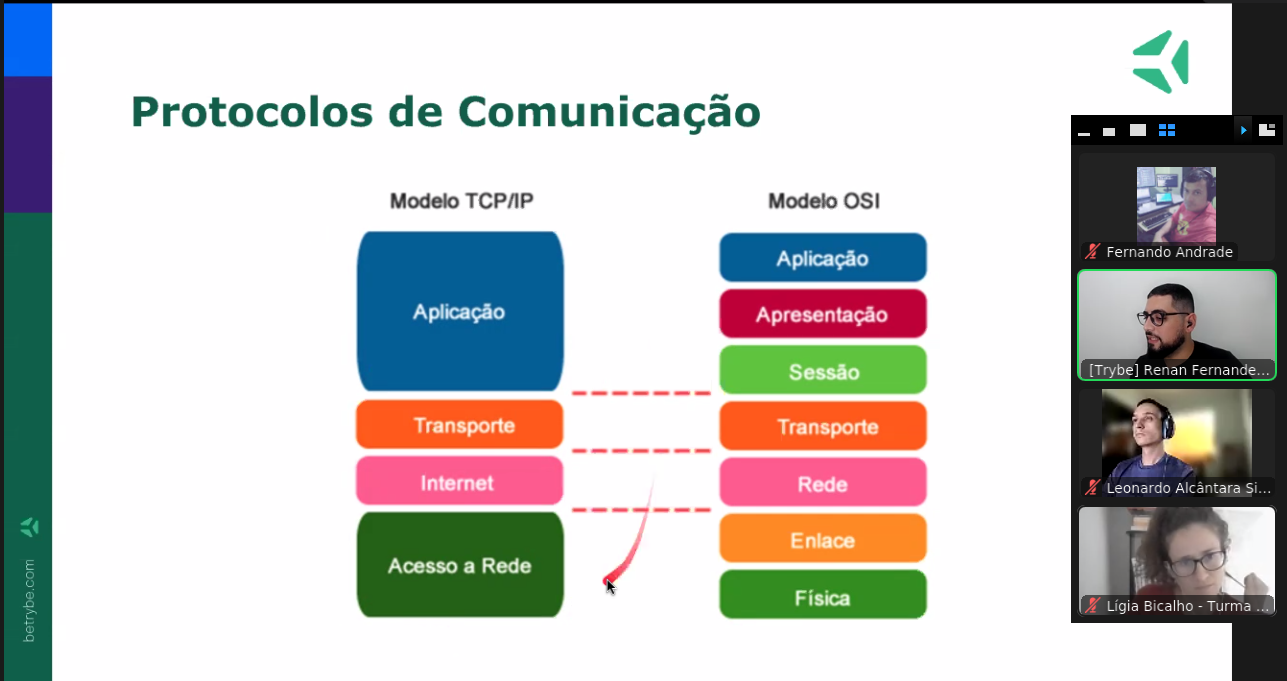 Protocolos de Comunicação
Modelo TCP/IP
Aplicação
Transporte
Internet
Acesso a Rede
Modelo OSI
Aplicação
Apresentação
Sessão
Transporte
Rede
Enlace
Física
betrybe.com
Fernando Andrade
[Trybe] Renan Fernande...
Leonardo Alcântara Si...
Lígia Bicalho - Turma ...